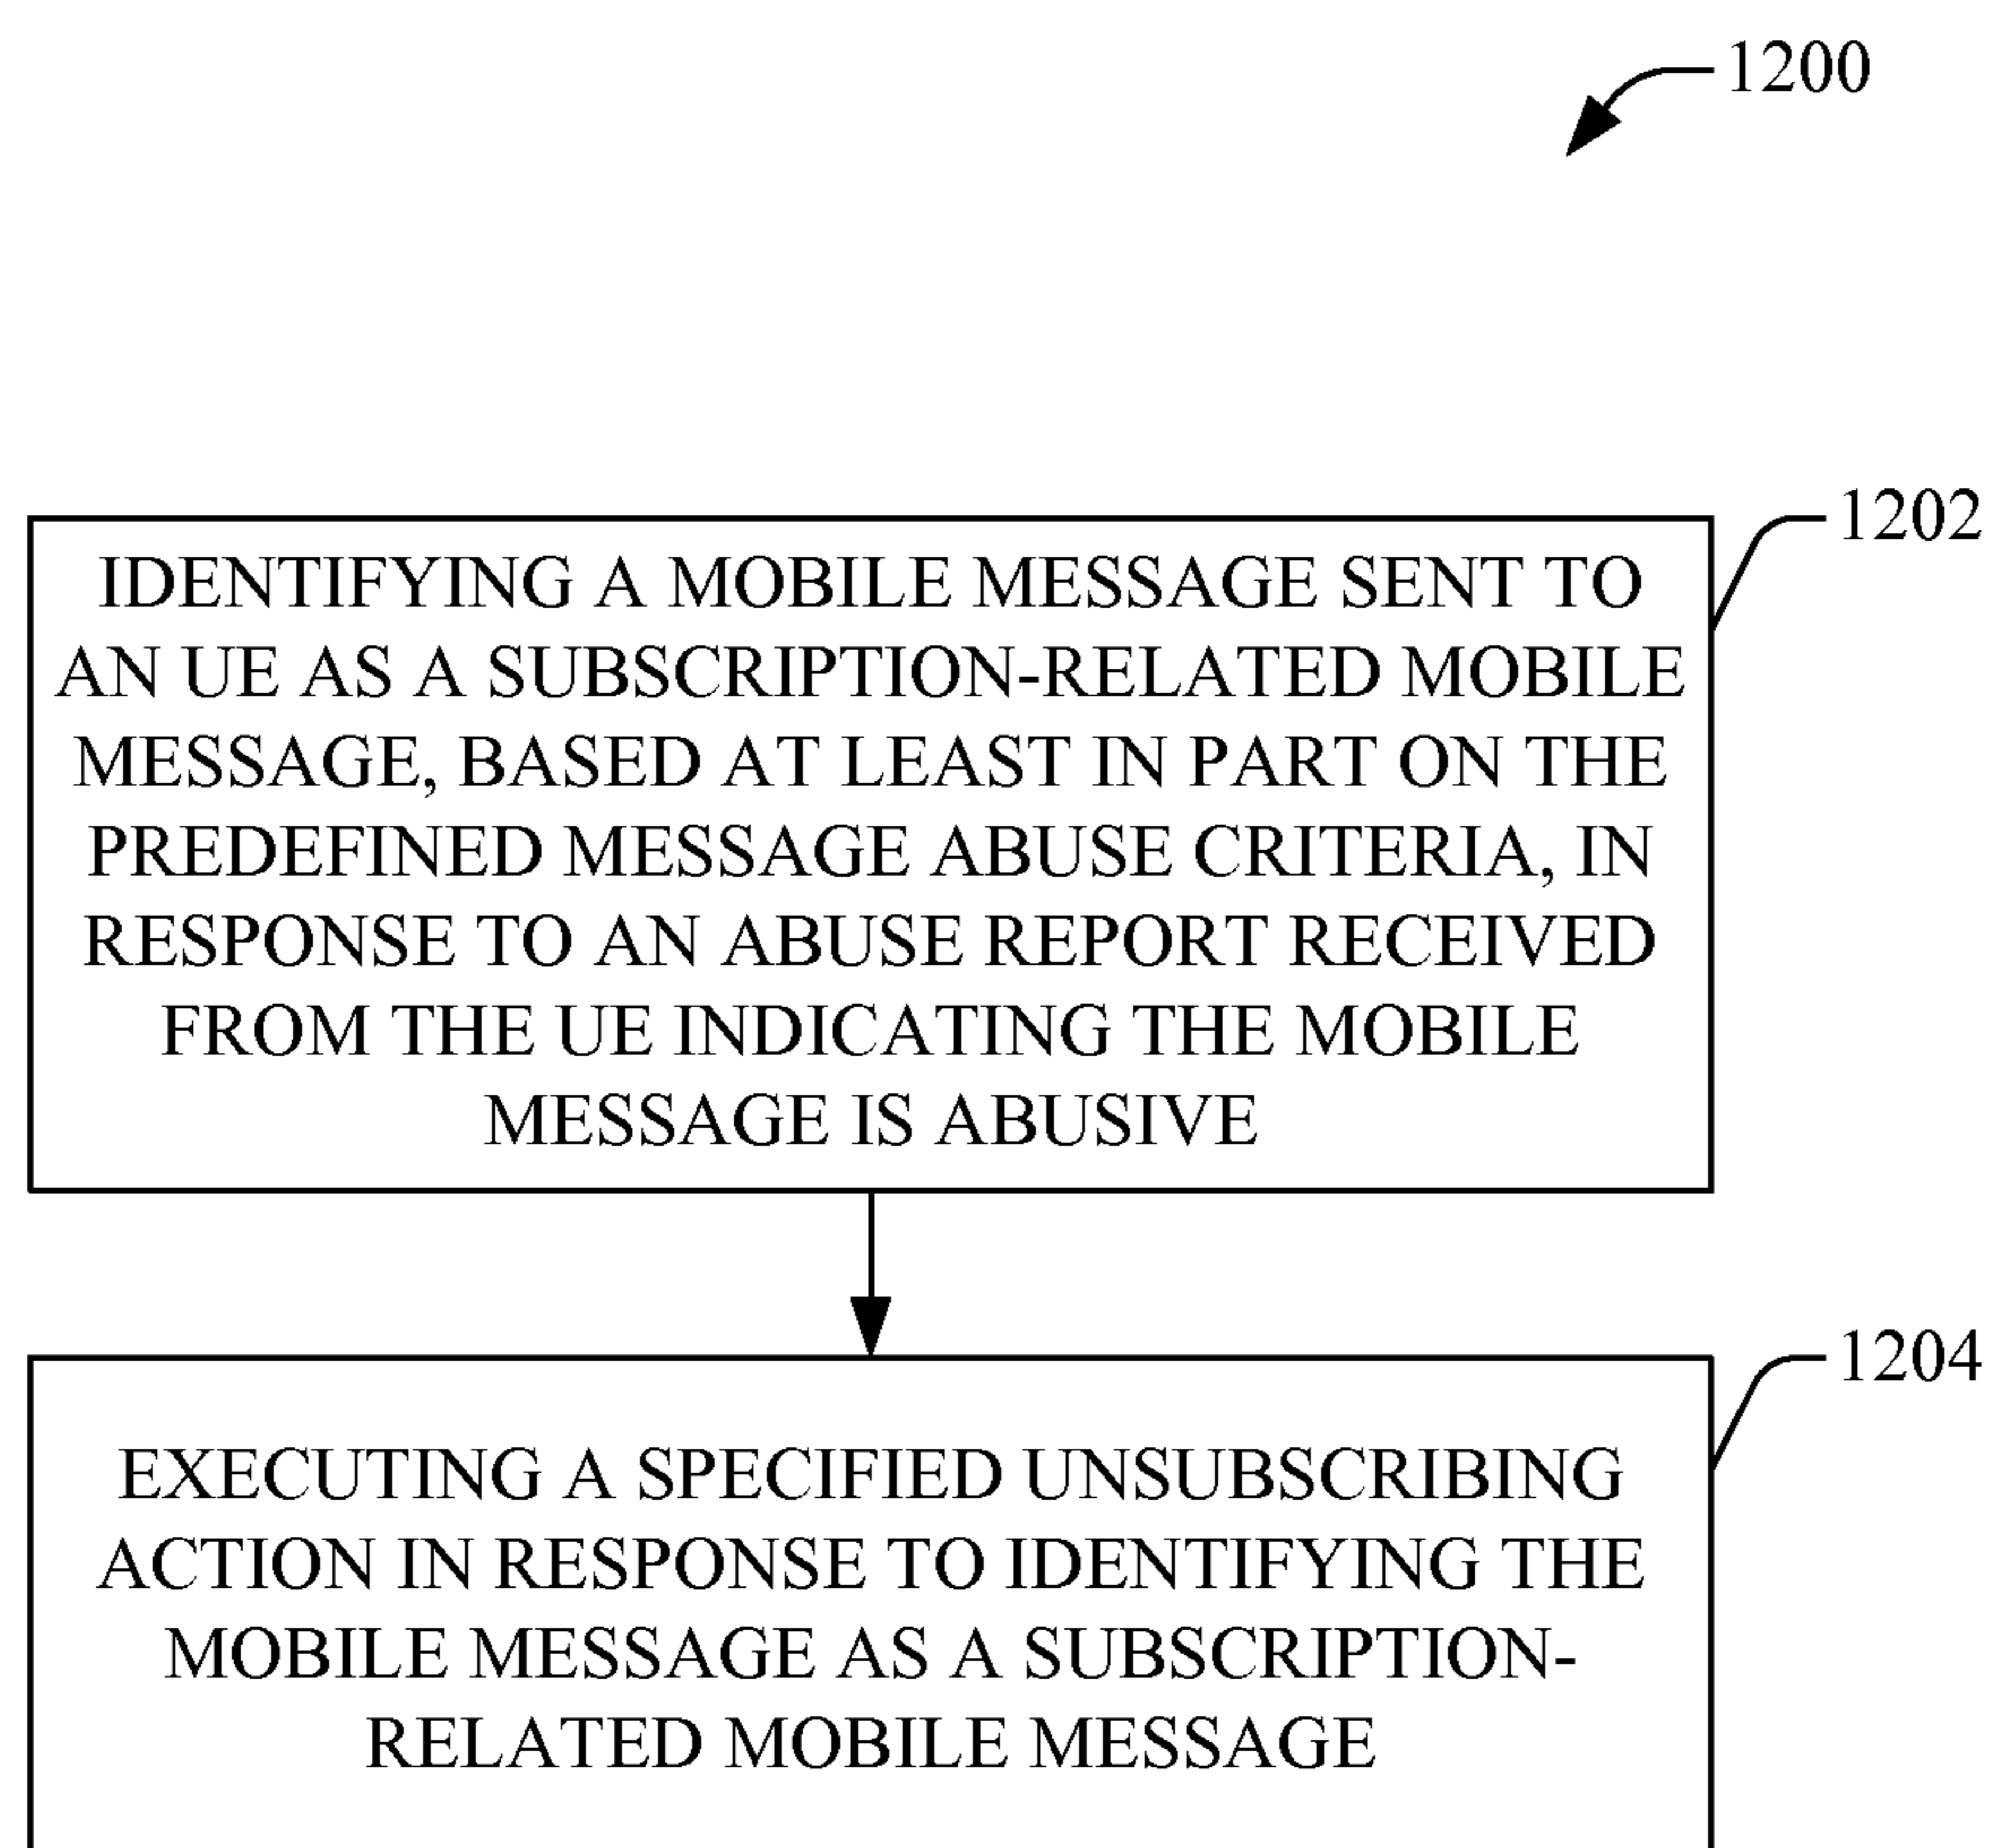 1200
1202
IDENTIFYING A MOBILE MESSAGE SENT TO
AN UE AS A SUBSCRIPTION-RELATED MOBILE
MESSAGE, BASED AT LEAST IN PART ON THE
PREDEFINED MESSAGE ABUSE CRITERIA, IN
RESPONSE TO AN ABUSE REPORT RECEIVED
FROM THE UE INDICATING THE MOBILE
MESSAGE IS ABUSIVE
1204
EXECUTING A SPECIFIED UNSUBSCRIBING
ACTION IN RESPONSE TO IDENTIFYING THE
MOBILE MESSAGE AS A SUBSCRIPTION-
RELATED MOBILE MESSAGE